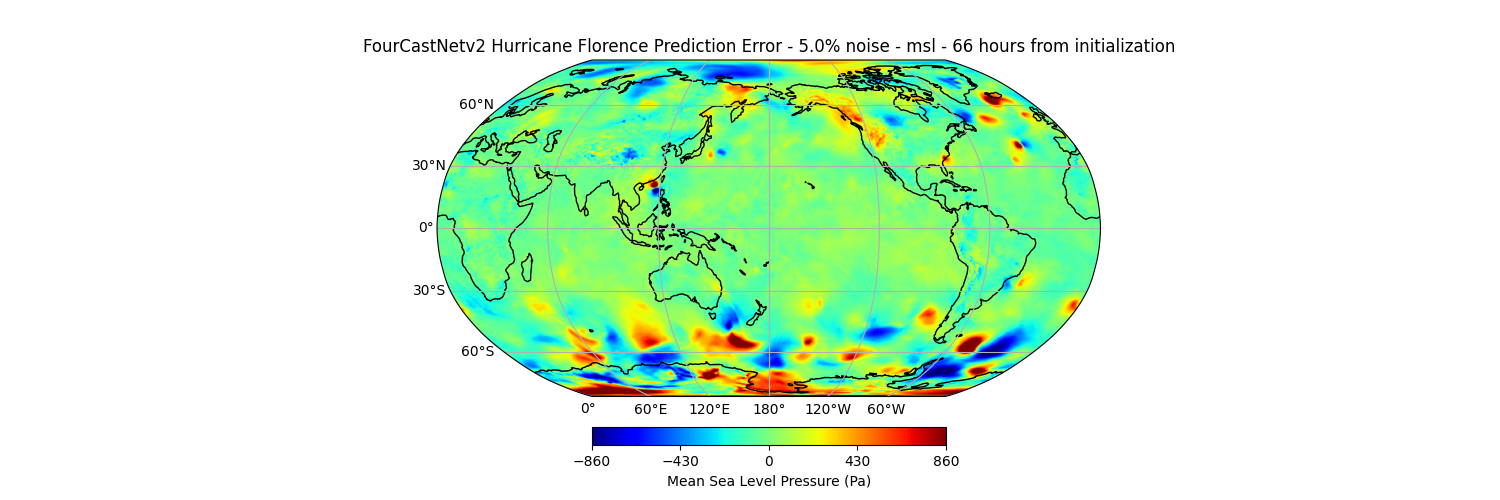 FourCastNetv2 Hurricane Florence Prediction Error - 5.0% noise - msl - 66 hours from initialization
60°N
30°N
0°
30°S
60°S
0° 60°E 120°E 180° 120°W 60°W
−860 −430 0 430 860
Mean Sea Level Pressure (Pa)